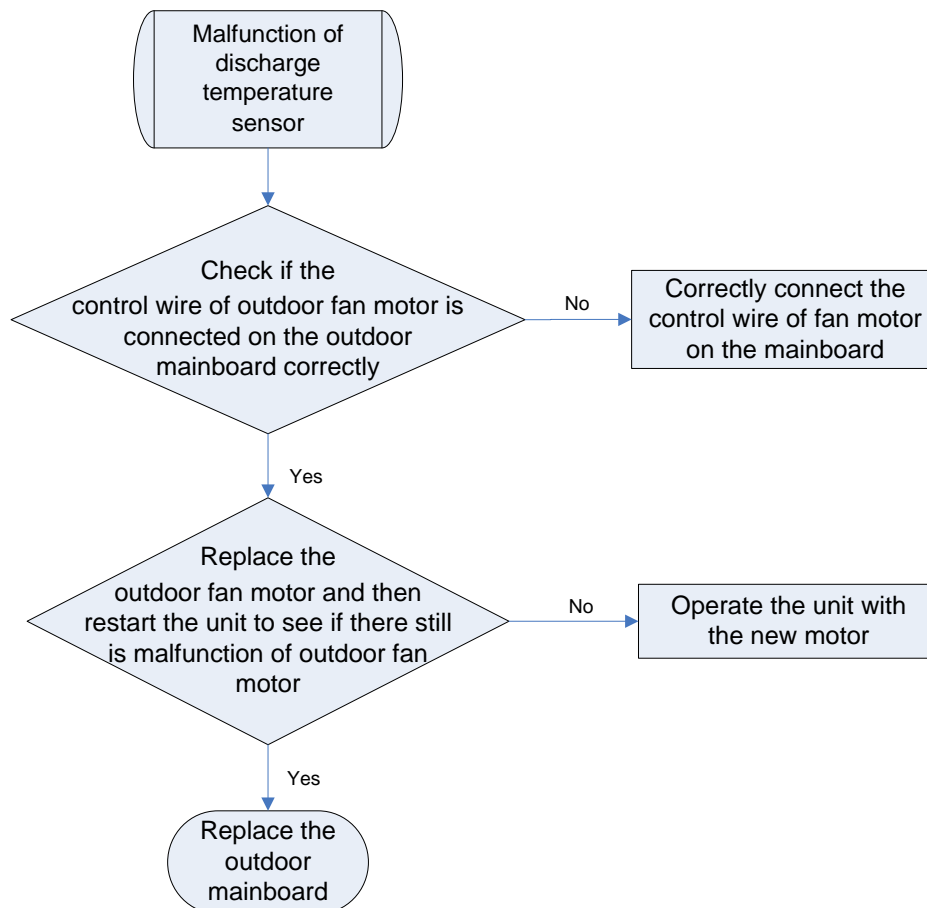 Malfunction of
discharge
temperature
sensor
Check if the
control wire of outdoor fan motor is
connected on the outdoor
mainboard correctly
No
Correctly connect the
control wire of fan motor
on the mainboard
Yes
Replace the
outdoor fan motor and then
restart the unit to see if there still
is malfunction of outdoor fan
motor
No
Operate the unit with
the new motor
Yes
Replace the
outdoor
mainboard